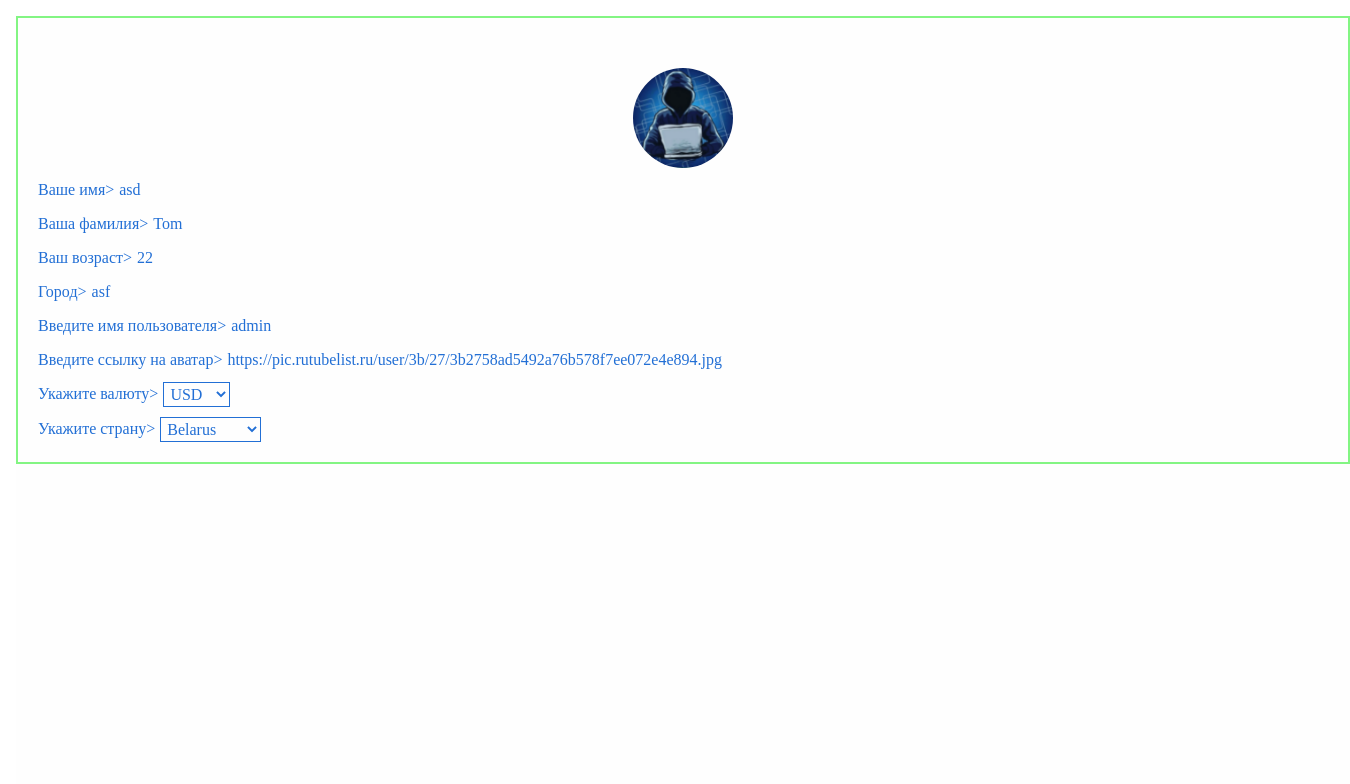 Ваше имя> asd
Ваша фамилия> Tom
Ваш возраст> 22
Город> asf
Введите имя пользователя> admin
Введите ссылку на аватар> https://pic.rutubelist.ru/user/3b/27/3b2758ad5492a76b578f7ee072e4e894.jpg
Укажите валюту> USD
Укажите страну> Belarus